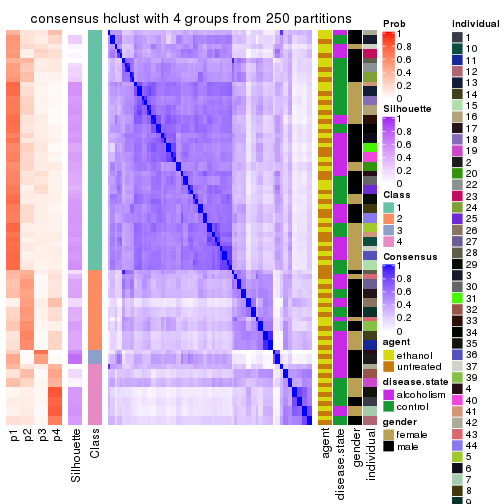 consensus hclust with 4 groups from 250 partitions
p1
p2
p3
p4
Silhouette
Class
agent
disease.state
gender
individual
Prob
1
0.8
0.6
0.4
0.2
0
Silhouette
1
0.8
0.6
0.4
0.2
0
Class
1
2
3
4
Consensus
1
0.8
0.6
0.4
0.2
0
agent
ethanol
untreated
disease.state
alcoholism
control
gender
female
male
individual
1
10
11
12
13
14
15
16
17
18
19
2
20
22
23
24
25
26
27
28
29
3
30
31
32
33
34
35
36
37
39
4
40
41
42
43
44
5
6
7
8
9